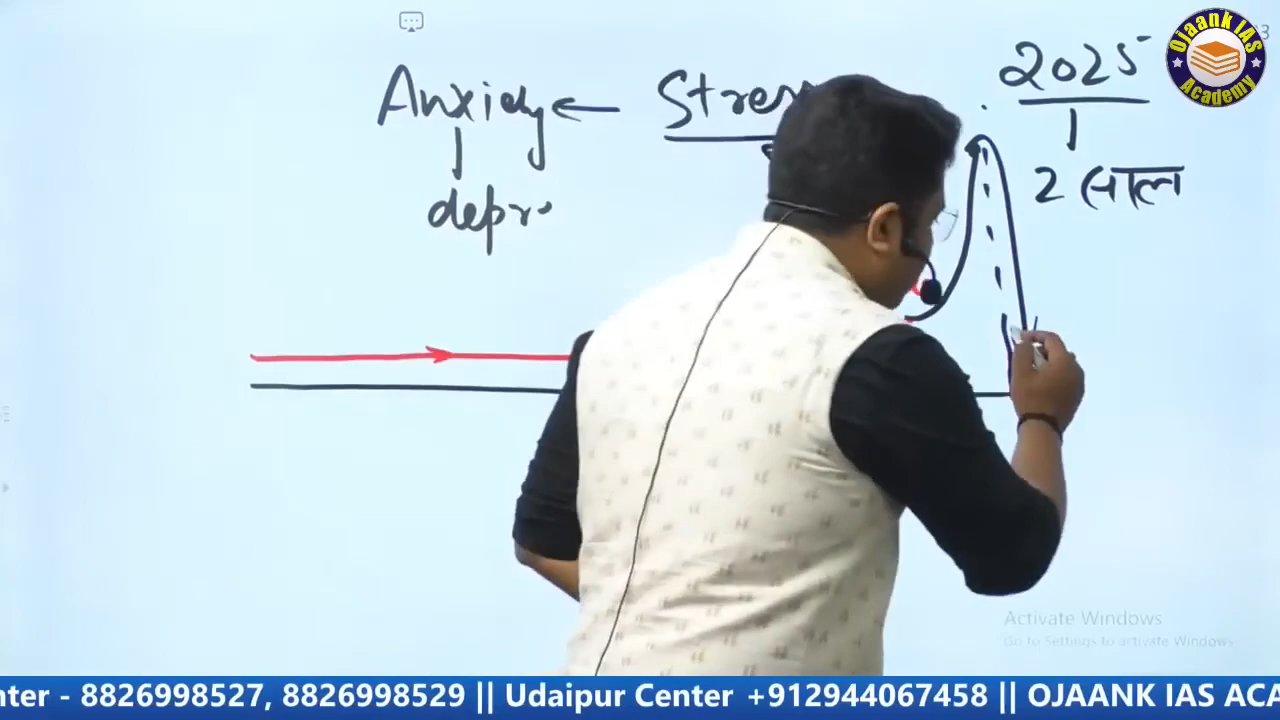 2025
Anxiety ← Stress
2 साल
depr
Ojaank IAS
Academy
Activate Windows
Go to Settings to activate Windows.
nter - 8826998527, 8826998529 || Udaipur Center +912944067458 || OJAANK IAS ACA